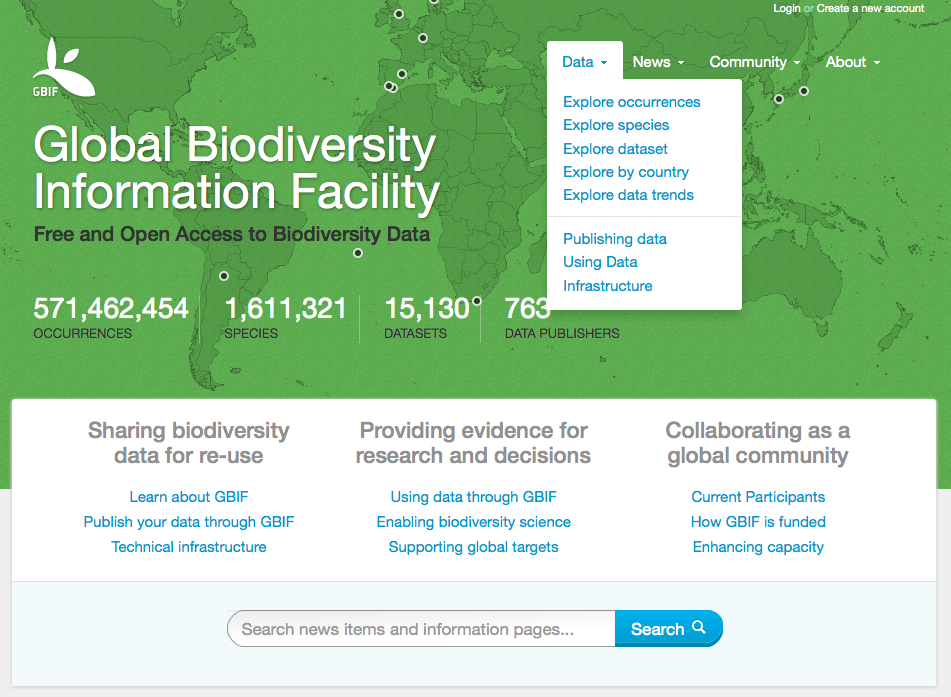 Login or Create a new account
GBIF
Data News Community About
Explore occurrences
Explore species
Explore dataset
Explore by country
Explore data trends
Publishing data
Using Data
Infrastructure
Global Biodiversity
Information Facility
Free and Open Access to Biodiversity Data
571,462,454
OCCURRENCES
1,611,321
SPECIES
15,130
DATASETS
763
DATA PUBLISHERS
Sharing biodiversity
data for re-use
Learn about GBIF
Publish your data through GBIF
Technical infrastructure
Providing evidence for
research and decisions
Using data through GBIF
Enabling biodiversity science
Supporting global targets
Collaborating as a
global community
Current Participants
How GBIF is funded
Enhancing capacity
Search news items and information pages...
Search